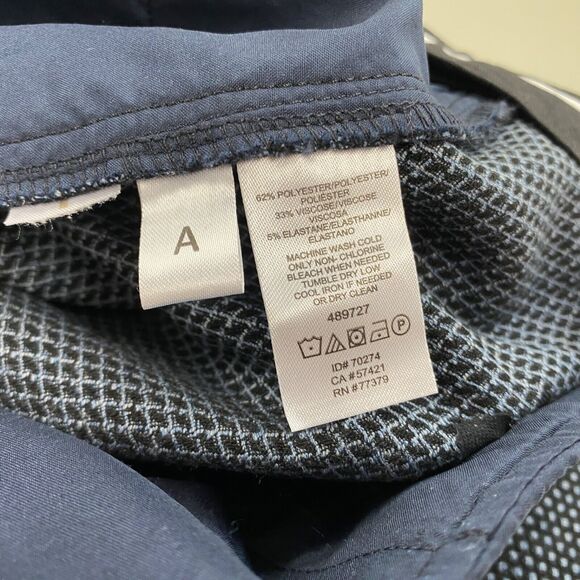 A
62% POLYESTER/POLYESTER/
POLIÉSTER
33% VISCOSE/VISCOSE
VISCOSA
5% ELASTANE/ELASTHANNE/
ELASTANO
MACHINE WASH COLD
ONLY NON- CHLORINE
BLEACH WHEN NEEDED
TUMBLE DRY LOW
COOL IRON IF NEEDED
OR DRY CLEAN
489727
P
ID# 70274
CA #57421
RN #77379